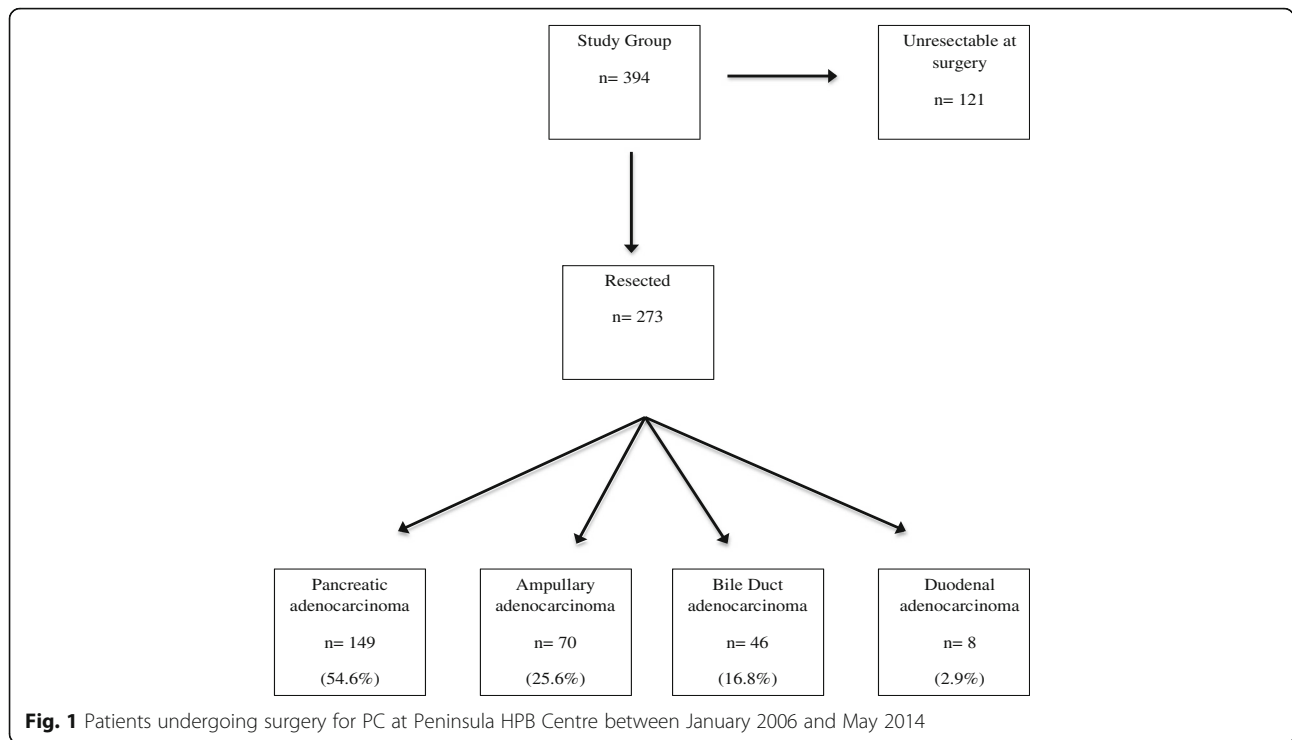 Study Group
n= 394
Unresectable at
surgery
n= 121
Resected
n= 273
Pancreatic
adenocarcinoma
n= 149
(54.6%)
Ampullary
adenocarcinoma
n= 70
(25.6%)
Bile Duct
adenocarcinoma
n= 46
(16.8%)
Duodenal
adenocarcinoma
n= 8
(2.9%)
Fig. 1 Patients undergoing surgery for PC at Peninsula HPB Centre between January 2006 and May 2014